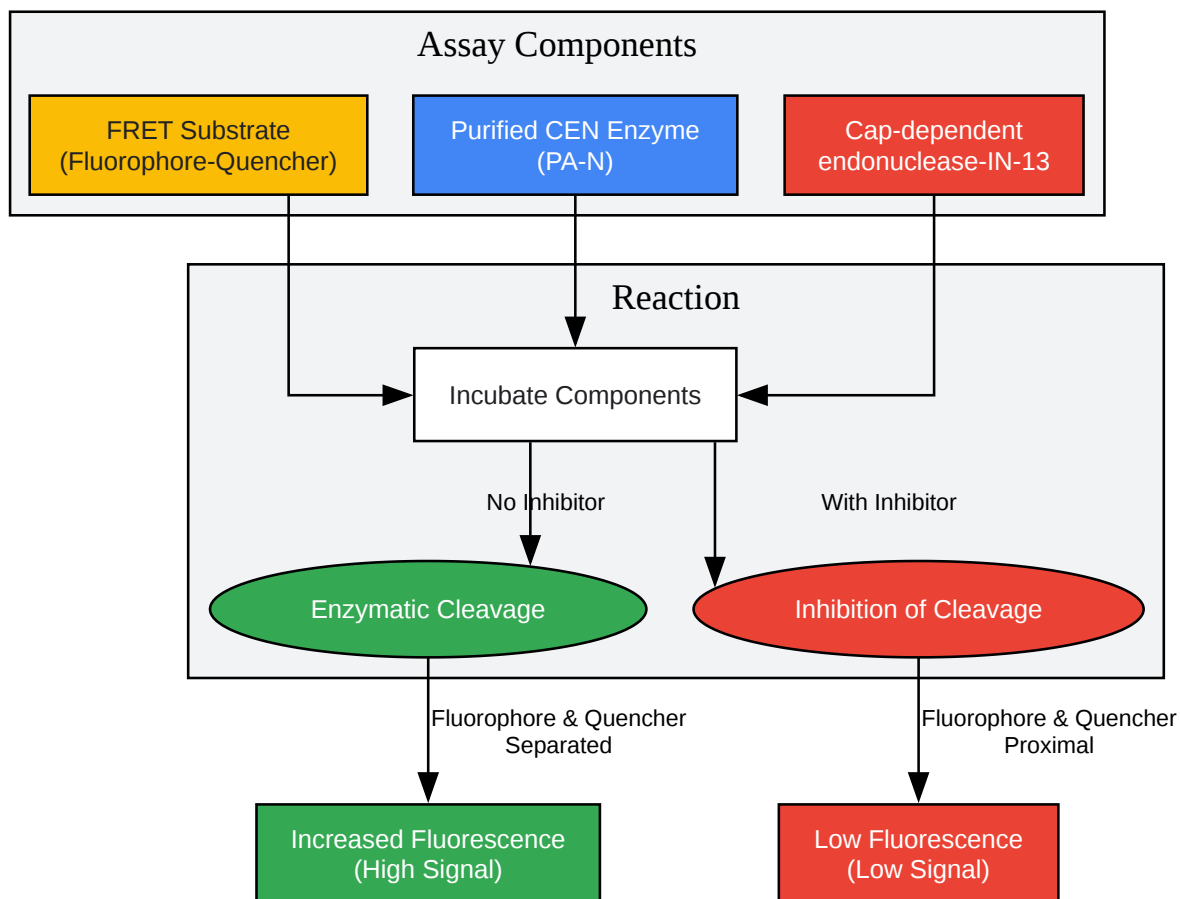 Assay Components
FRET Substrate
(Fluorophore-Quencher)
Purified CEN Enzyme
(PA-N)
Cap-dependent
endonuclease-IN-13
Reaction
Incubate Components
No Inhibitor
With Inhibitor
Enzymatic Cleavage
Inhibition of Cleavage
Fluorophore & Quencher
Separated
Fluorophore & Quencher
Proximal
Increased Fluorescence
(High Signal)
Low Fluorescence
(Low Signal)